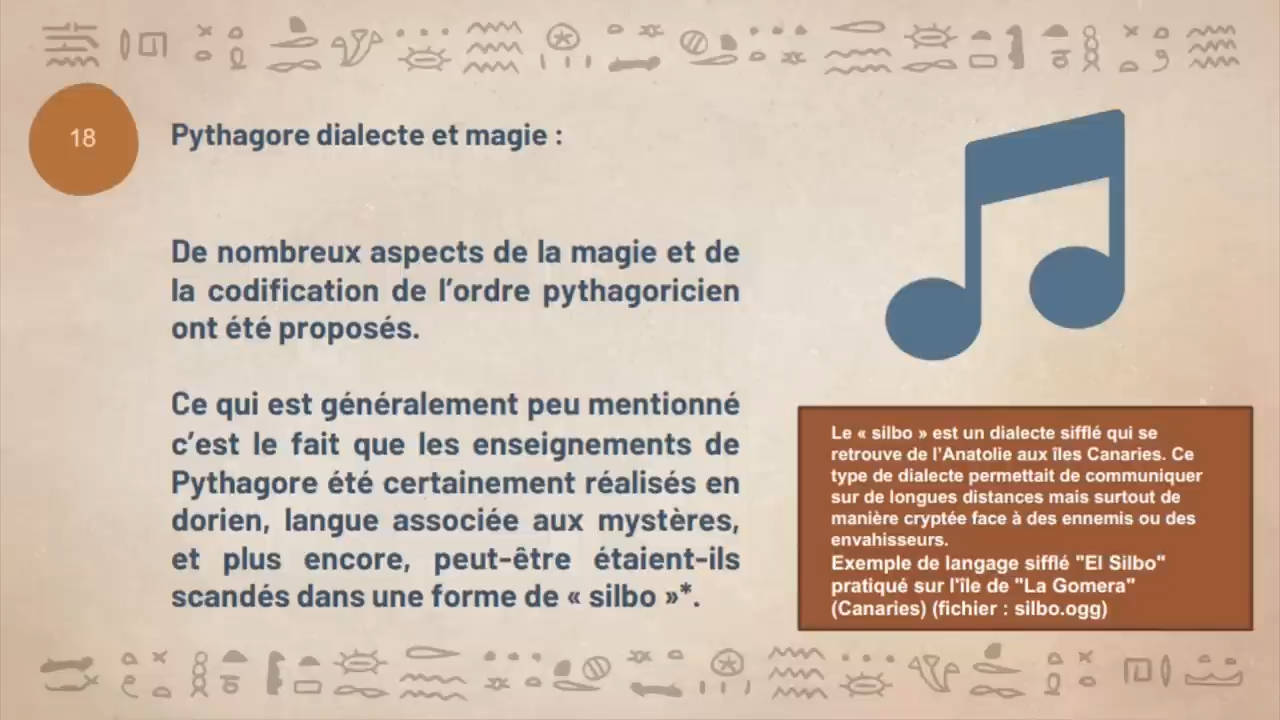 18
Pythagore dialecte et magie :
De nombreux aspects de la magie et de
la codification de l'ordre pythagoricien
ont été proposés.
Ce qui est généralement peu mentionné
c'est le fait que les enseignements de
Pythagore été certainement réalisés en
dorien, langue associée aux mystères,
et plus encore, peut-être étaient-ils
scandés dans une forme de « silbo »*.
Le « silbo » est un dialecte sifflé qui se
retrouve de l'Anatolie aux îles Canaries. Ce
type de dialecte permettait de communiquer
sur de longues distances mais surtout de
manière cryptée face à des ennemis ou des
envahisseurs.
Exemple de langage sifflé "El Silbo"
pratiqué sur l'île de "La Gomera"
(Canaries) (fichier : silbo.ogg)